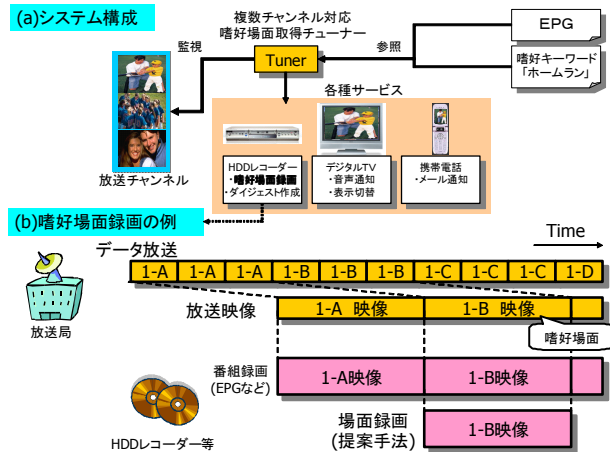 (a)システム構成
複数チャンネル対応
嗜好場面取得チューナー
監視
Tuner
参照
EPG
嗜好キーワード
「ホームラン」
放送チャンネル
各種サービス
HDDレコーダー
・嗜好場面録画
・ダイジェスト作成
デジタルTV
・音声通知
・表示切替
携帯電話
・メール通知
(b)嗜好場面録画の例
Time
データ放送
1-A 1-A 1-A 1-B 1-B 1-B 1-C 1-C 1-C 1-D
放送局
放送映像
1-A 映像 1-B 映像
嗜好場面
番組録画
(EPGなど)
1-A映像 1-B映像
HDDレコーダー等
場面録画
(提案手法)
1-B映像